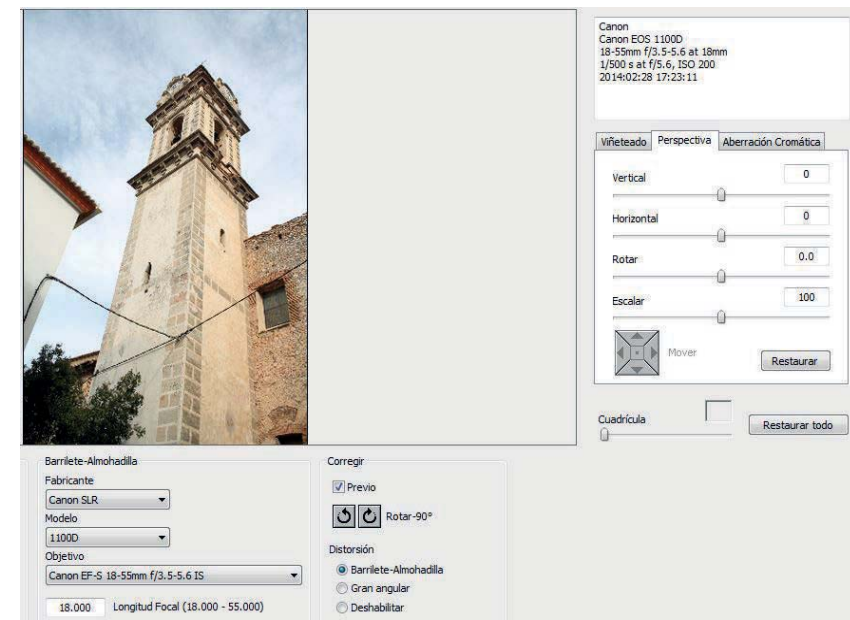 Canon
Canon EOS 1100D
18-55mm f/3.5-5.6 at 18mm
1/500 s at f/5.6, ISO 200
2014:02:28 17:23:11
Viñeteado Perspectiva Aberración Cromática
Vertical 0
Horizontal 0
Rotar 0.0
Escalar 100
Mover
Restaurar
Cuadrícula
Restaurar todo
Barrilete-Almohadilla
Fabricante
Canon SLR
Modelo
1100D
Objetivo
Canon EF-S 18-55mm f/3.5-5.6 IS
18.000 Longitud Focal (18.000 - 55.000)
Corregir
Previo
Rotar-90°
Distorsión
Barrilete-Almohadilla
Gran angular
Deshabilitar